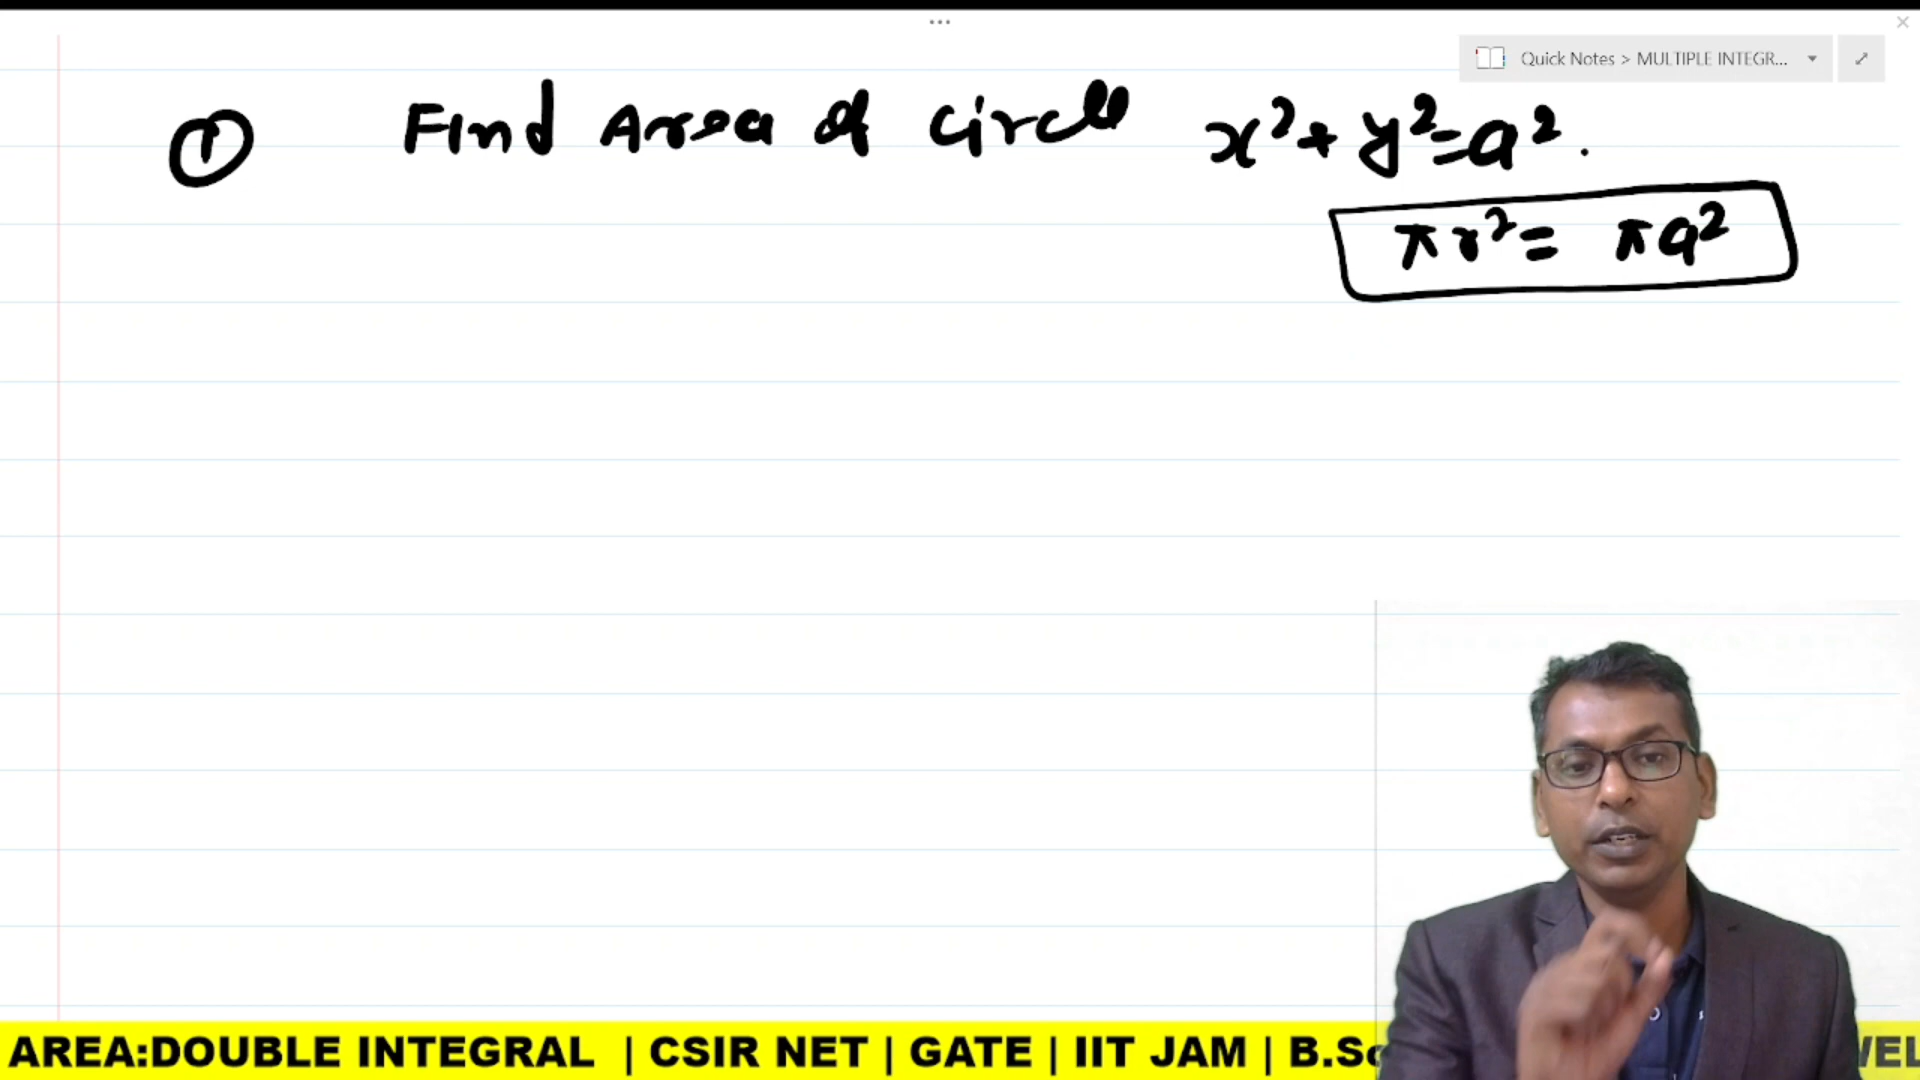 ...
Quick Notes > MULTIPLE INTEGR...
① Find Area of Circle x²+y²=a².
πr²= πa²
AREA:DOUBLE INTEGRAL | CSIR NET | GATE | IIT JAM | B.Sc